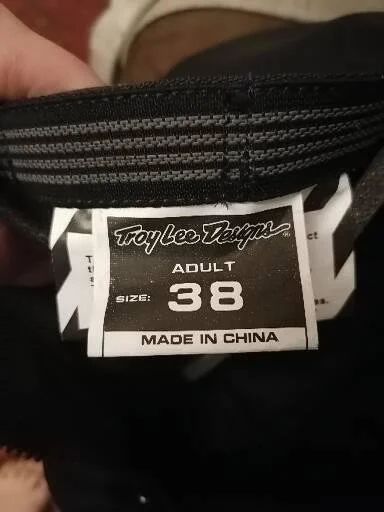 Troy Lee Designs®
ADULT
SIZE: 38
MADE IN CHINA